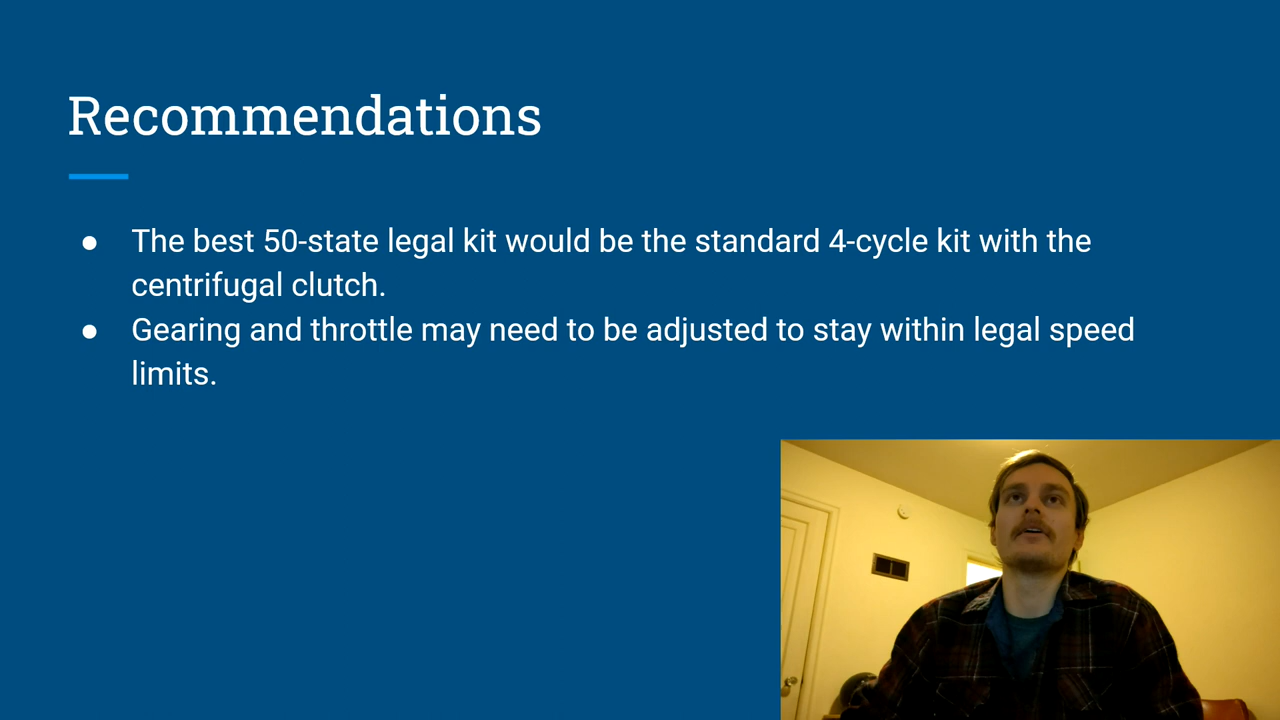 Recommendations
● The best 50-state legal kit would be the standard 4-cycle kit with the
centrifugal clutch.
● Gearing and throttle may need to be adjusted to stay within legal speed
limits.